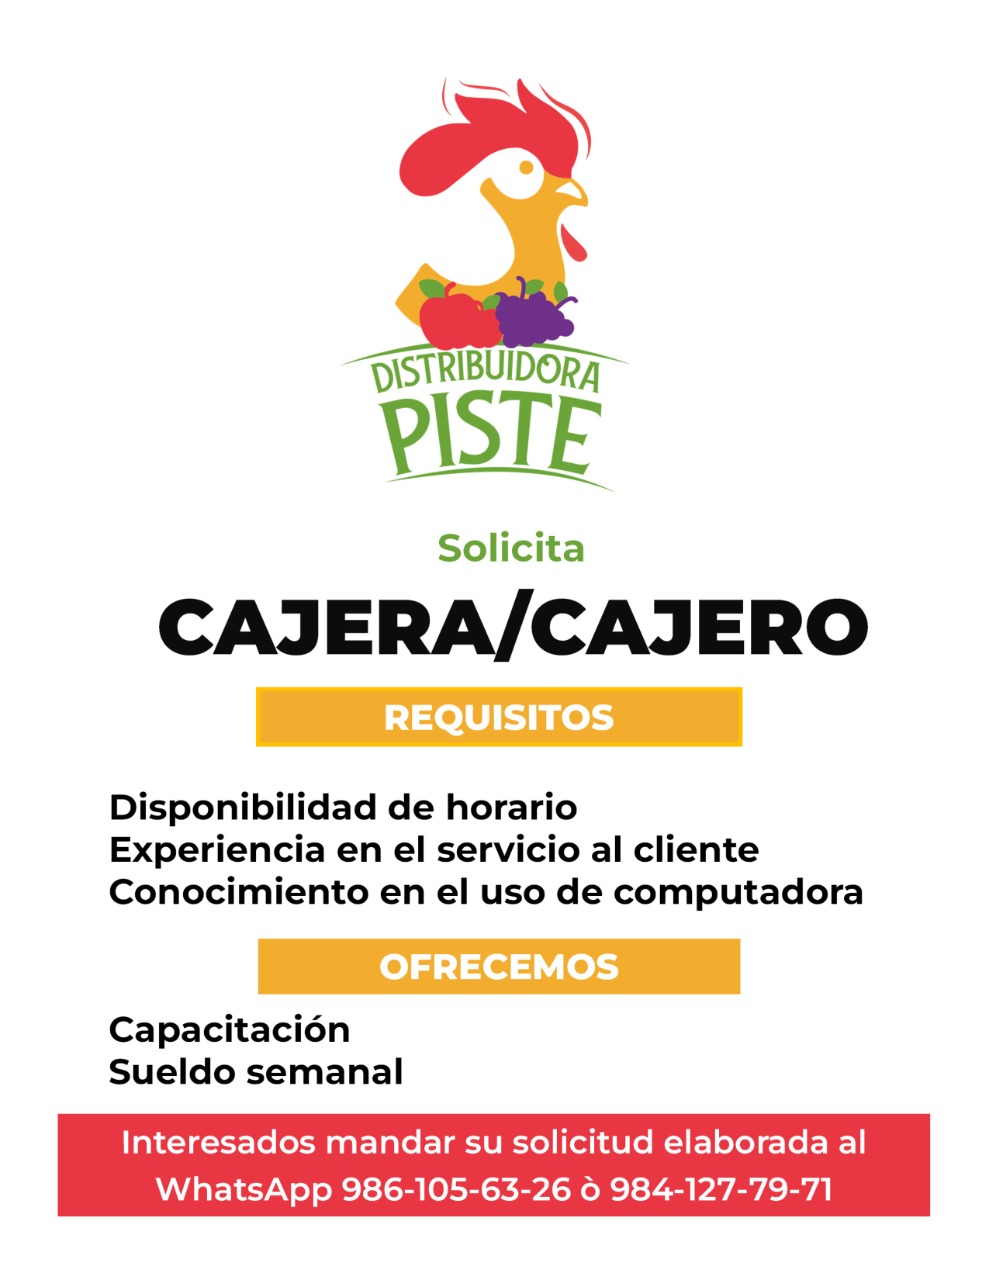 DISTRIBUIDORA
PISTE
Solicita
CAJERA/CAJERO
REQUISITOS
Disponibilidad de horario
Experiencia en el servicio al cliente
Conocimiento en el uso de computadora
OFRECEMOS
Capacitación
Sueldo semanal
Interesados mandar su solicitud elaborada al
WhatsApp 986-105-63-26 ò 984-127-79-71